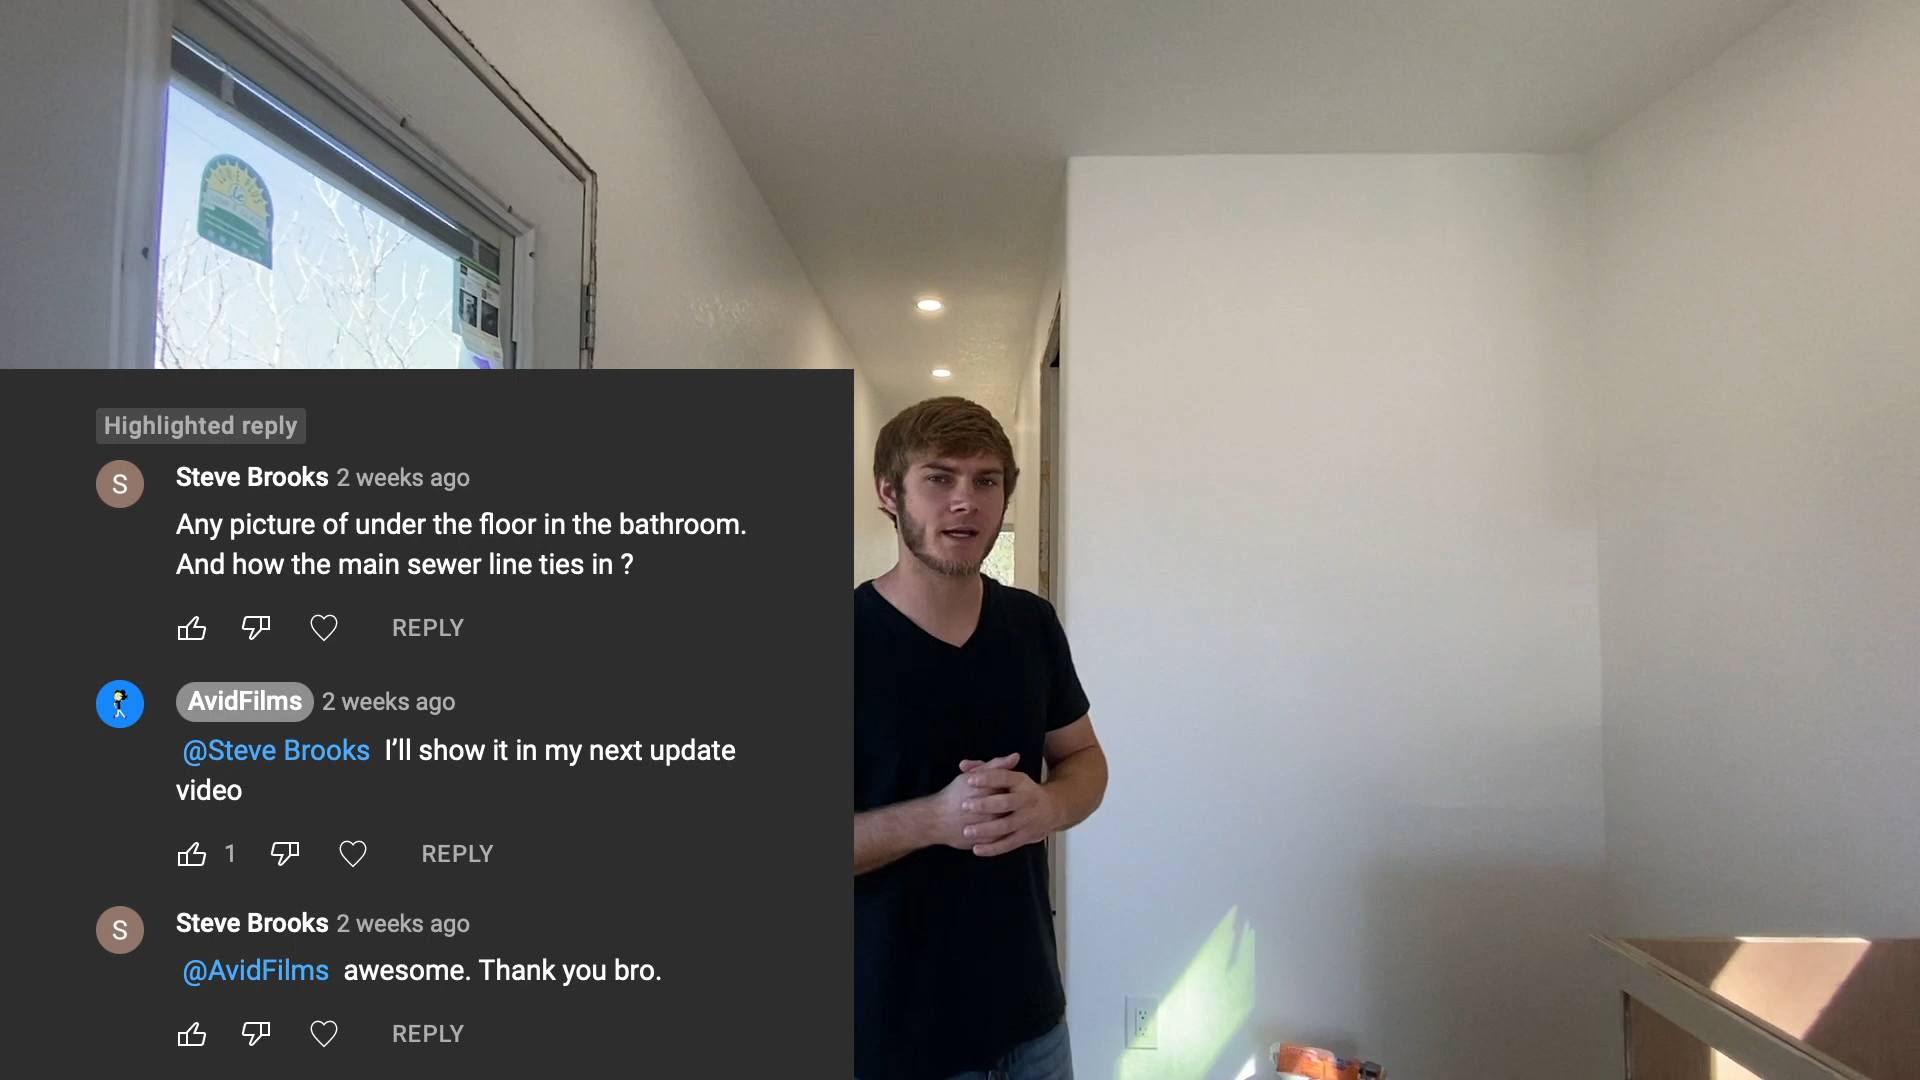 Highlighted reply
S
Steve Brooks 2 weeks ago
Any picture of under the floor in the bathroom.
And how the main sewer line ties in ?
REPLY
AvidFilms 2 weeks ago
@Steve Brooks I’ll show it in my next update
video
1
REPLY
S
Steve Brooks 2 weeks ago
@AvidFilms awesome. Thank you bro.
REPLY